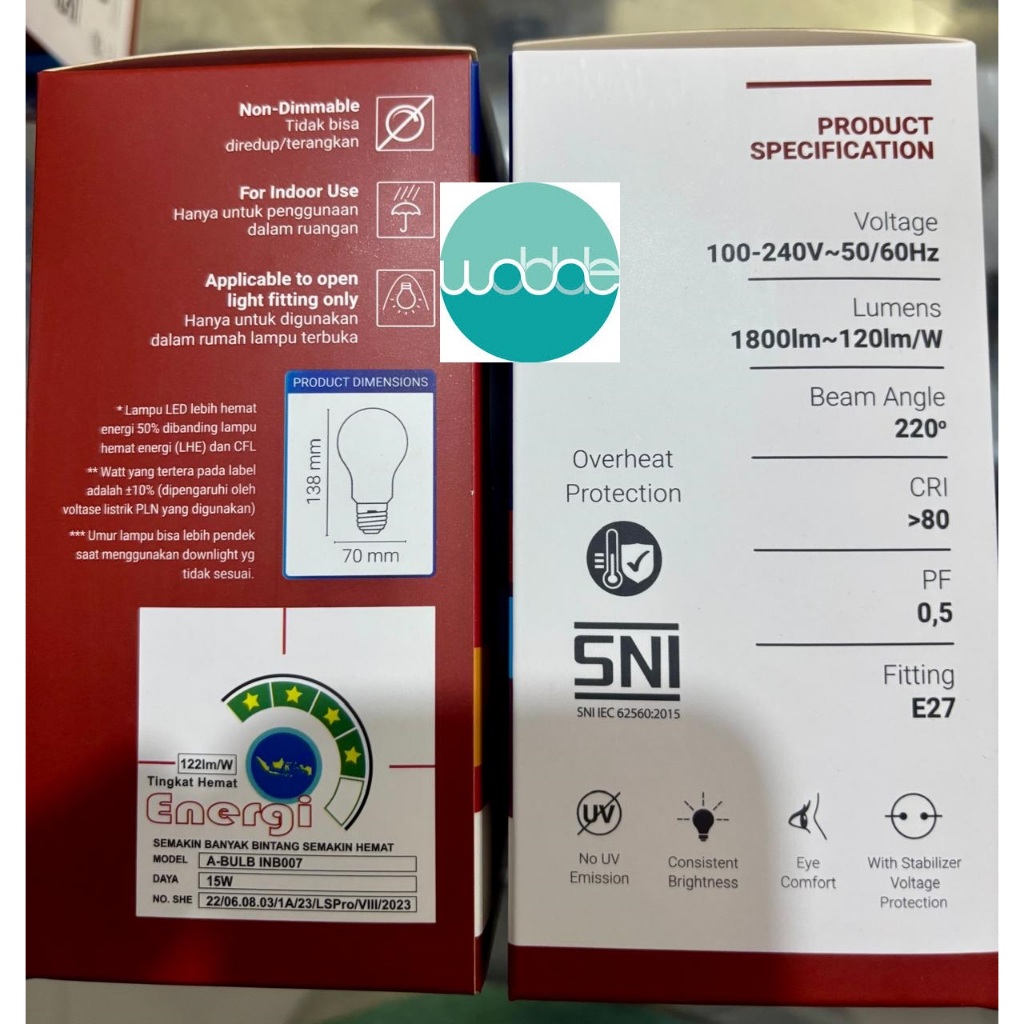 Non-Dimmable
Tidak bisa
diredup/terangkan
For Indoor Use
Hanya untuk penggunaan
dalam ruangan
Applicable to open
light fitting only
Hanya untuk digunakan
dalam rumah lampu terbuka
PRODUCT DIMENSIONS
138 mm
70 mm
* Lampu LED lebih hemat
energi 50% dibanding lampu
hemat energi (LHE) dan CFL
** Watt yang tertera pada label
adalah ±10% (dipengaruhi oleh
voltase listrik PLN yang digunakan)
*** Umur lampu bisa lebih pendek
saat menggunakan downlight yg
tidak sesuai.
122lm/W
Tingkat Hemat
Energi
SEMAKIN BANYAK BINTANG SEMAKIN HEMAT
MODEL A-BULB INB007
DAYA 15W
NO. SHE 22/06.08.03/1A/23/LSPro/VIII/2023
wobble
PRODUCT
SPECIFICATION
Voltage
100-240V~50/60Hz
Lumens
1800lm~120lm/W
Beam Angle
220º
CRI
>80
PF
0,5
Fitting
E27
Overheat
Protection
SNI
SNI IEC 62560:2015
UV
No UV
Emission
Consistent
Brightness
Eye
Comfort
With Stabilizer
Voltage
Protection